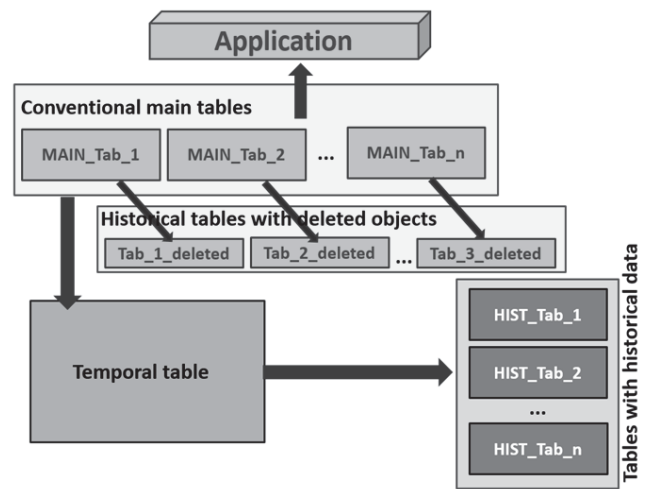 Application
Conventional main tables
MAIN_Tab_1
MAIN_Tab_2
...
MAIN_Tab_n
Historical tables with deleted objects
Tab_1_deleted
Tab_2_deleted
...
Tab_3_deleted
Temporal table
HIST_Tab_1
HIST_Tab_2
...
HIST_Tab_n
Tables with historical data